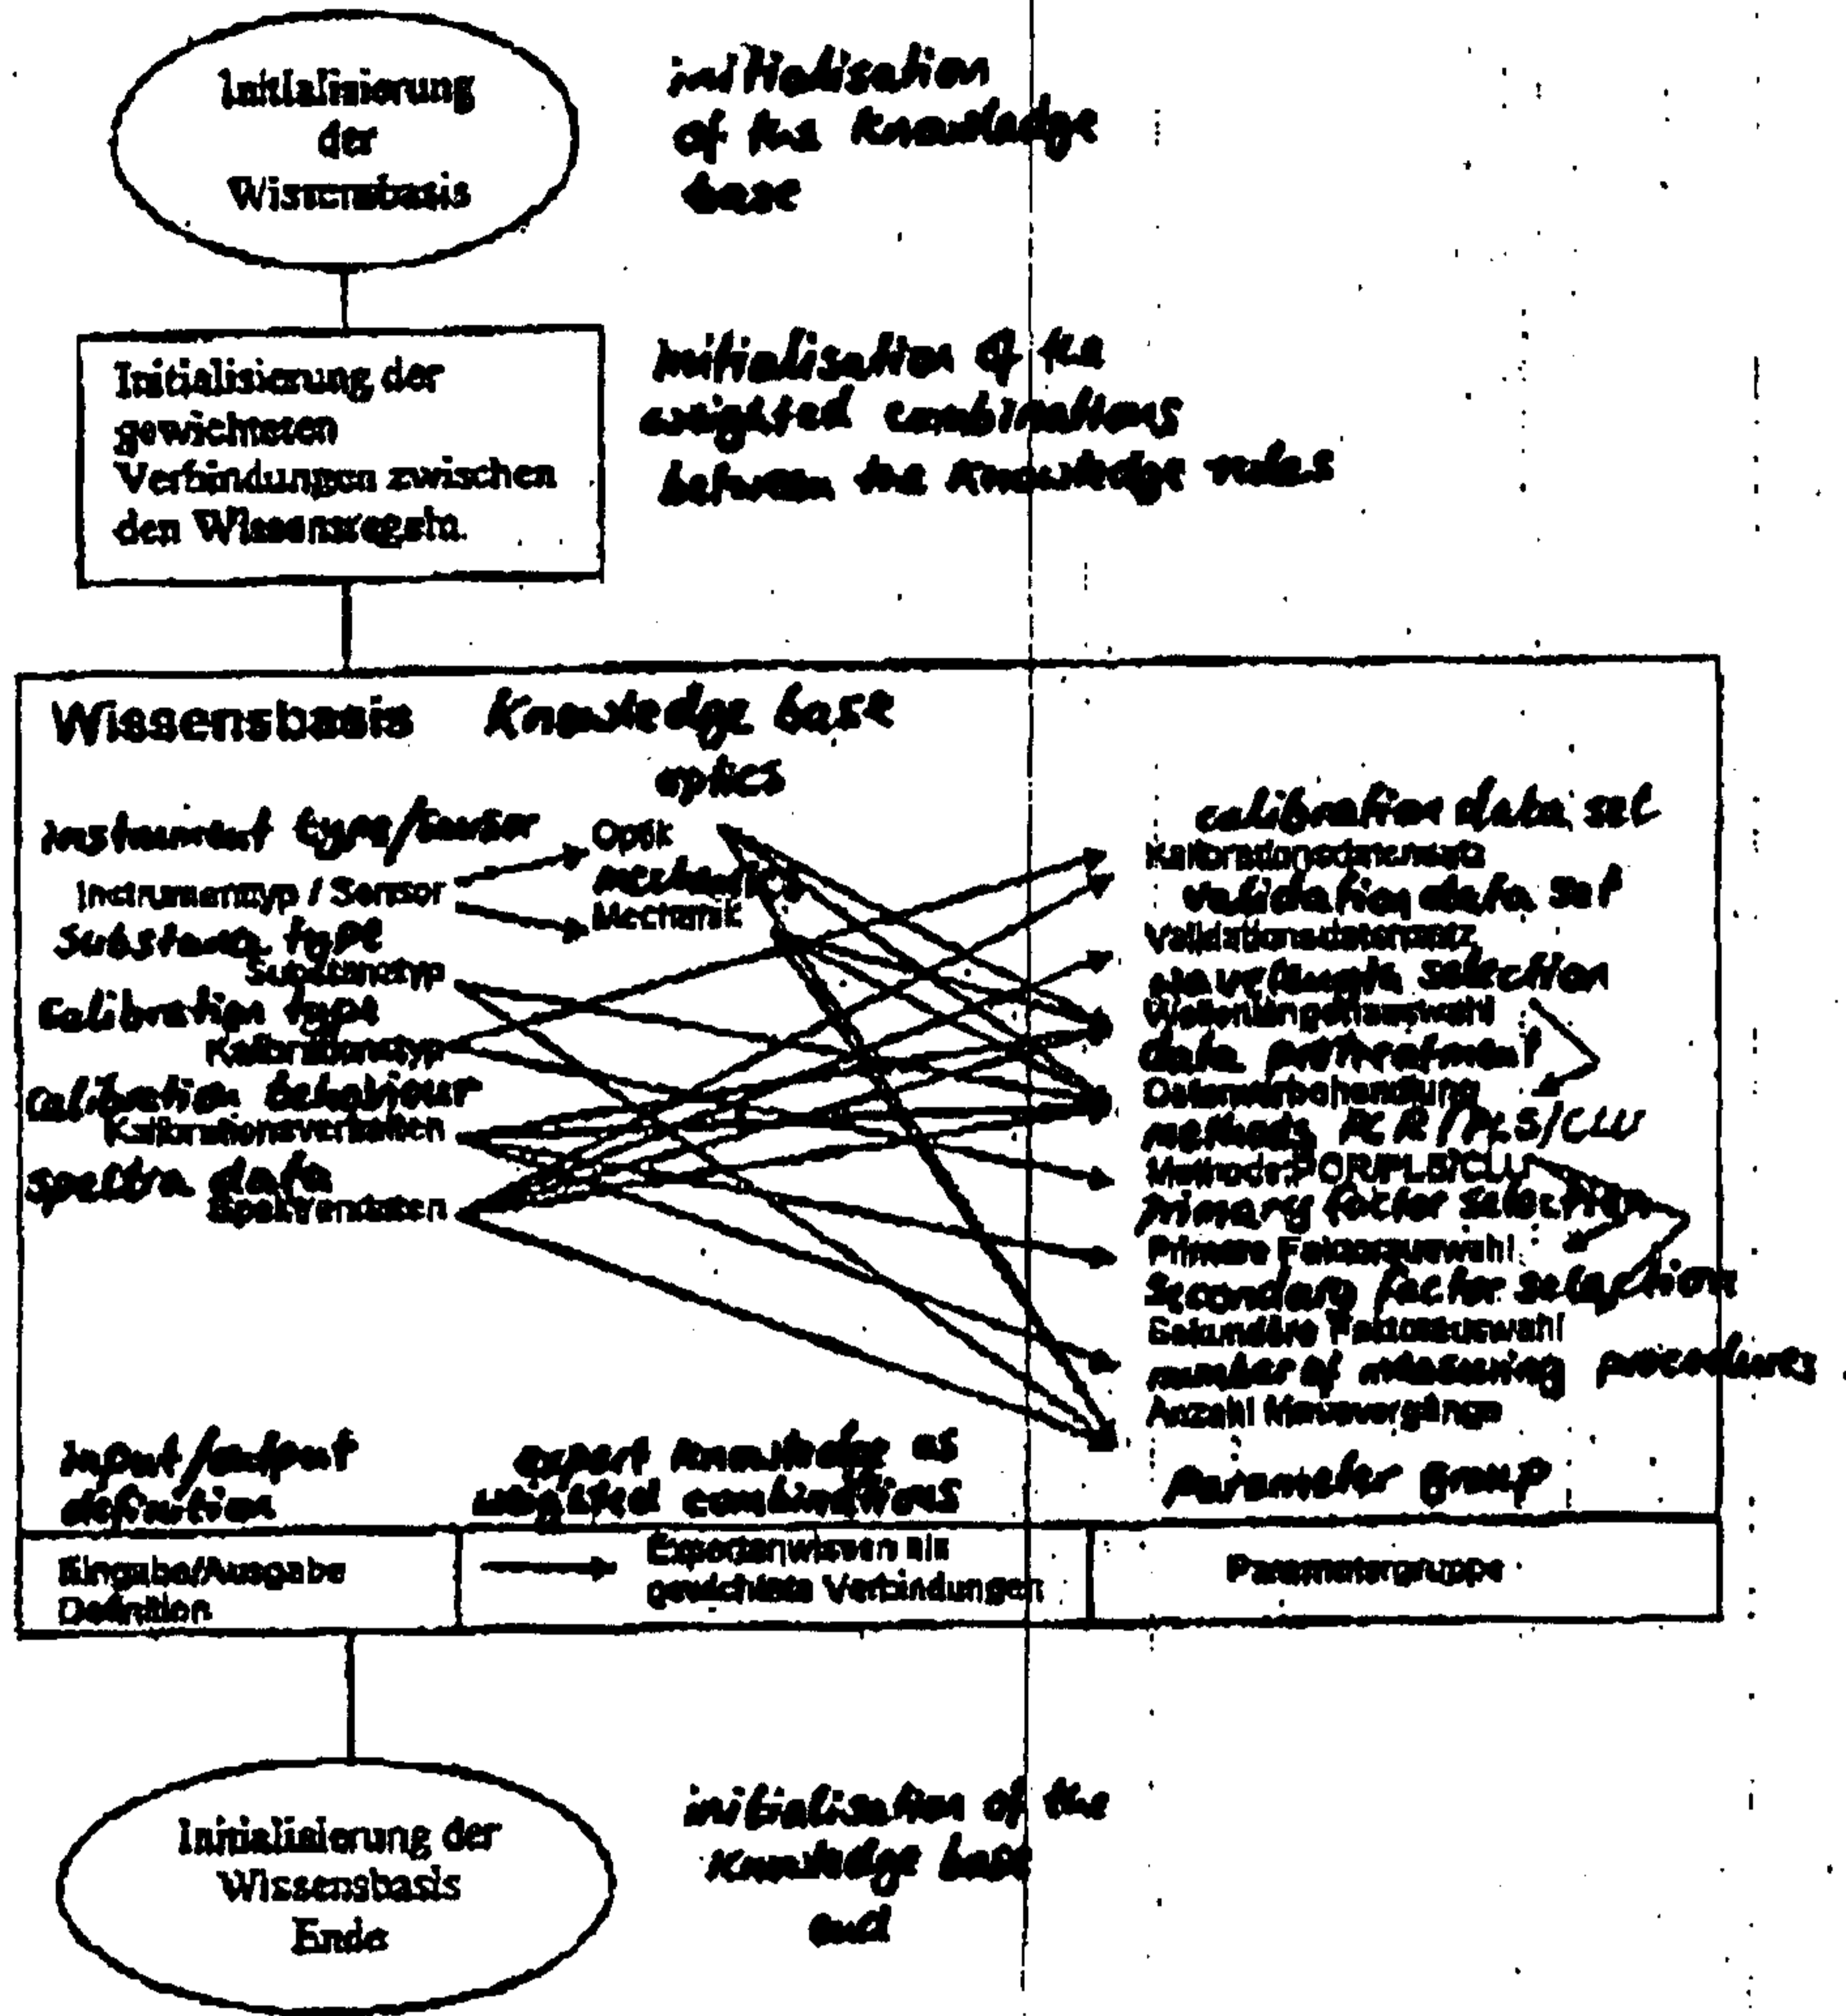 Initialisierung
der
Wissensbasis
initialisation
of the knowledge
base
Initialisierung der
gewichteten
Verbindungen zwischen
den Wissensregeln.
initialisation of the
weighted combinations
between the knowledge rules
Wissensbasis knowledge base
optics
instrument type/sensor
Optik
Instrumenttyp / Sensor
Mechanik
substance type
Substanztyp
calibration type
Kalibrationstyp
calibration behaviour
Kalibrationsverhalten
spectra data
Spektrendaten
calibration data set
Kalibrationsdatensatz
validation data set
Validationsdatensatz
wavelength selection
Wellenlängenauswahl
data pretreatment
Datenvorbehandlung
methods PCR/PLS/CLU
Methoden PCR/PLS/CLU
primary factor selection
Primäre Faktorauswahl
secondary factor selection
Sekundäre Faktorauswahl
number of measuring procedures
Anzahl Messvorgänge
input/output
definition
expert knowledge as
weighted combinations
parameter group
Eingabe/Ausgabe
Definition
Expertenwissen als
gewichtete Verbindungen
Parametergruppe
Initialisierung der
Wissensbasis
Ende
initialisation of the
knowledge base
end